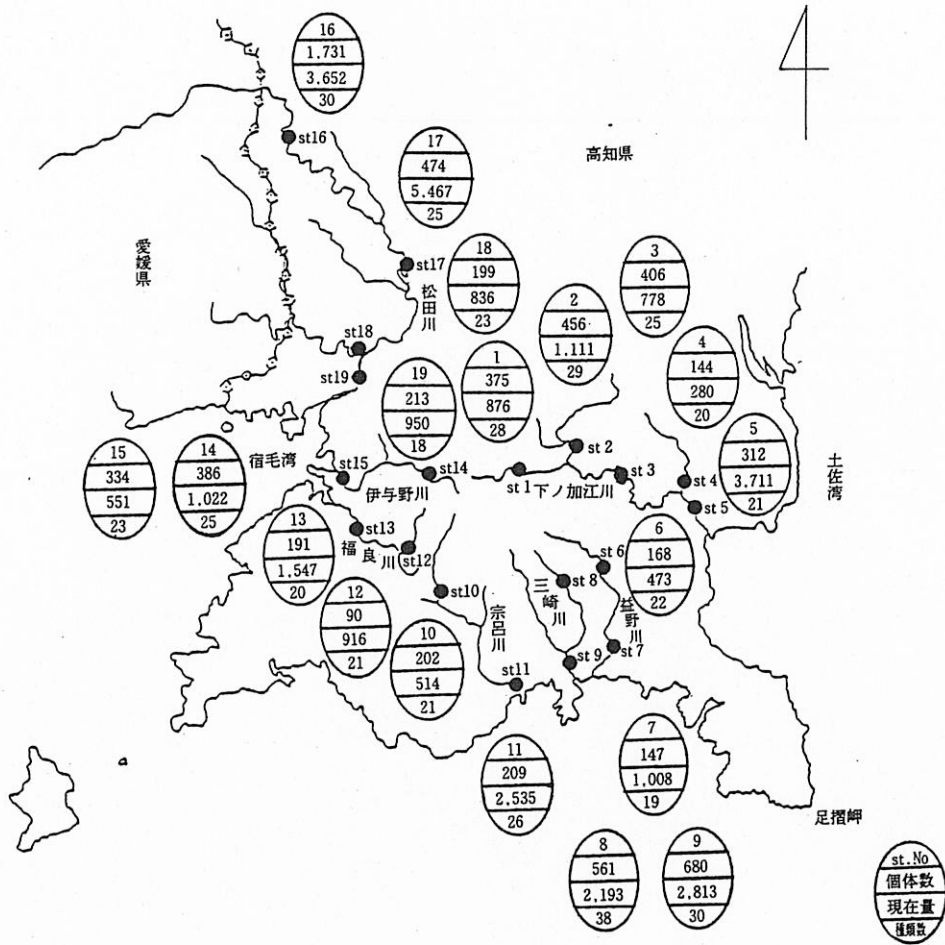 16
1.731
3.652
30
st16
高知県
17
474
5.467
25
愛媛県
st17
松田川
18
199
836
23
3
406
778
25
2
456
1.111
29
st18
st19
4
144
280
20
19
213
950
18
1
375
876
28
5
312
3.711
21
土佐湾
15
334
551
23
14
386
1,022
25
宿毛湾
st15
伊与野川
st14
st 1
st 2
下ノ加江川
st 3
st 4
st 5
13
191
1.547
20
st13
福良川
st12
st 6
6
168
473
22
st 8
三崎川
益野川
st10
宗呂川
12
90
916
21
10
202
514
21
st 7
st 9
st11
11
209
2,535
26
7
147
1,008
19
足摺岬
8
561
2,193
38
9
680
2,813
30
st.No
個体数
現在量
種類数